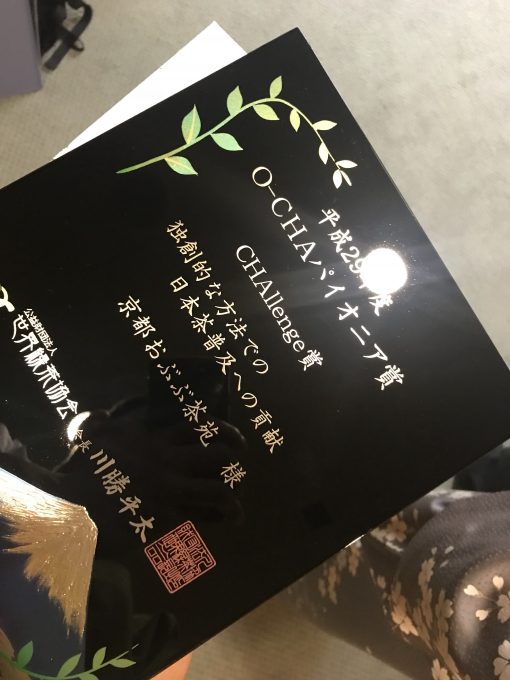 平成29年度
O-CHAパイオニア賞
CHAllenge賞
独創的な方法での
日本茶普及への貢献
京都おぶぶ茶苑 様
公益財団法人
世界緑茶協会
会長 川勝平太